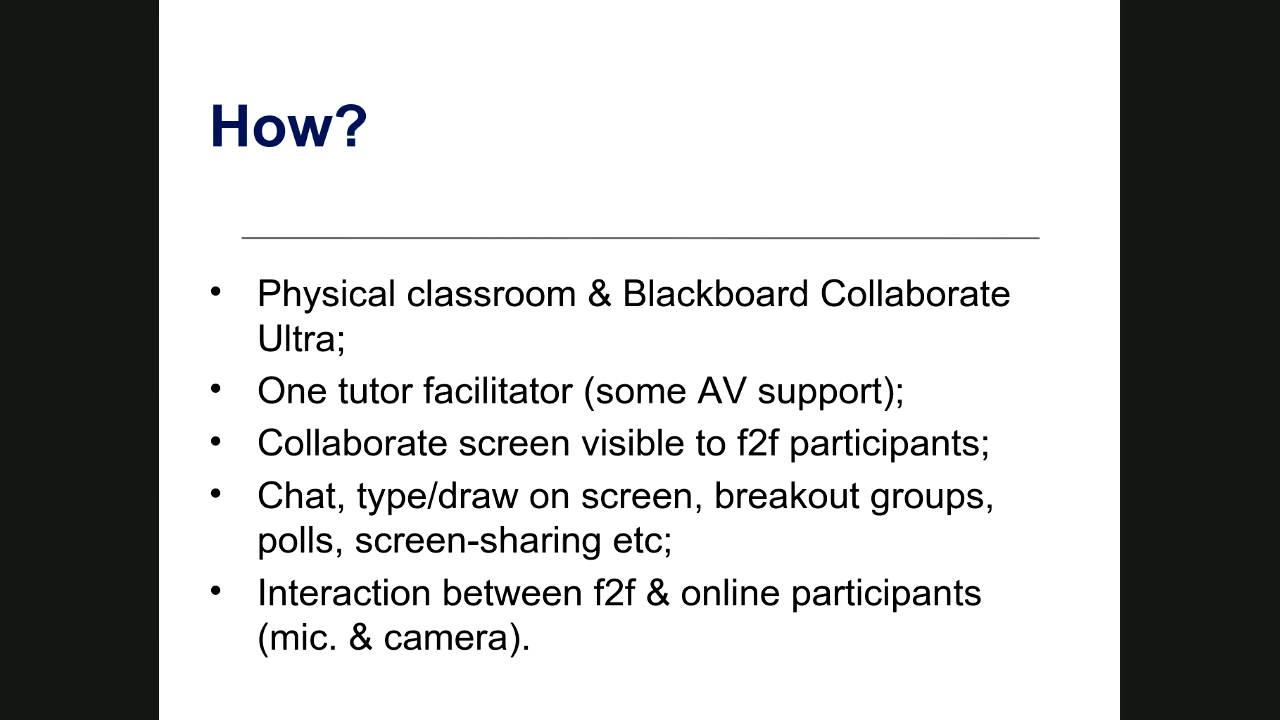 How?
• Physical classroom & Blackboard Collaborate
Ultra;
• One tutor facilitator (some AV support);
• Collaborate screen visible to f2f participants;
• Chat, type/draw on screen, breakout groups,
polls, screen-sharing etc;
• Interaction between f2f & online participants
(mic. & camera).